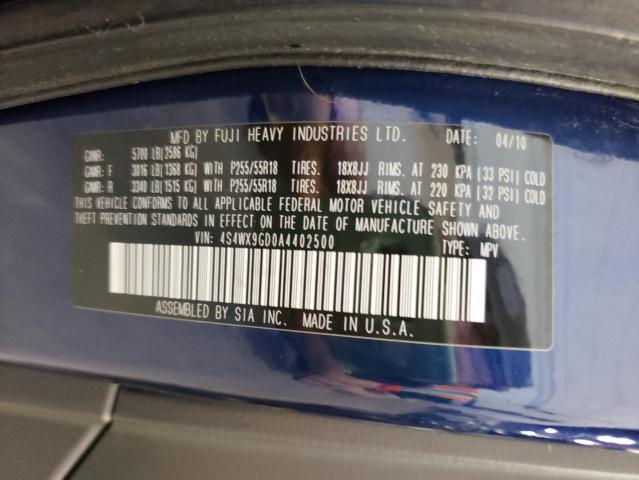 MFD BY FUJI HEAVY INDUSTRIES LTD. DATE: 04/10
GVWR: 5700 LB(2586 KG)
GAWR: F 3016 LB(1368 KG) WITH P255/55R18 TIRES. 18X8JJ RIMS. AT 230 KPA (33 PSI) COLD
GAWR: R 3340 LB(1515 KG) WITH P255/55R18 TIRES. 18X8JJ RIMS. AT 220 KPA (32 PSI) COLD
THIS VEHICLE CONFORMS TO ALL APPLICABLE FEDERAL MOTOR VEHICLE SAFETY AND
THEFT PREVENTION STANDARDS IN EFFECT ON THE DATE OF MANUFACTURE SHOWN ABOVE.
VIN: 4S4WX9GD0A4402500 TYPE: MPV
ASSEMBLED BY SIA INC. MADE IN U.S.A.